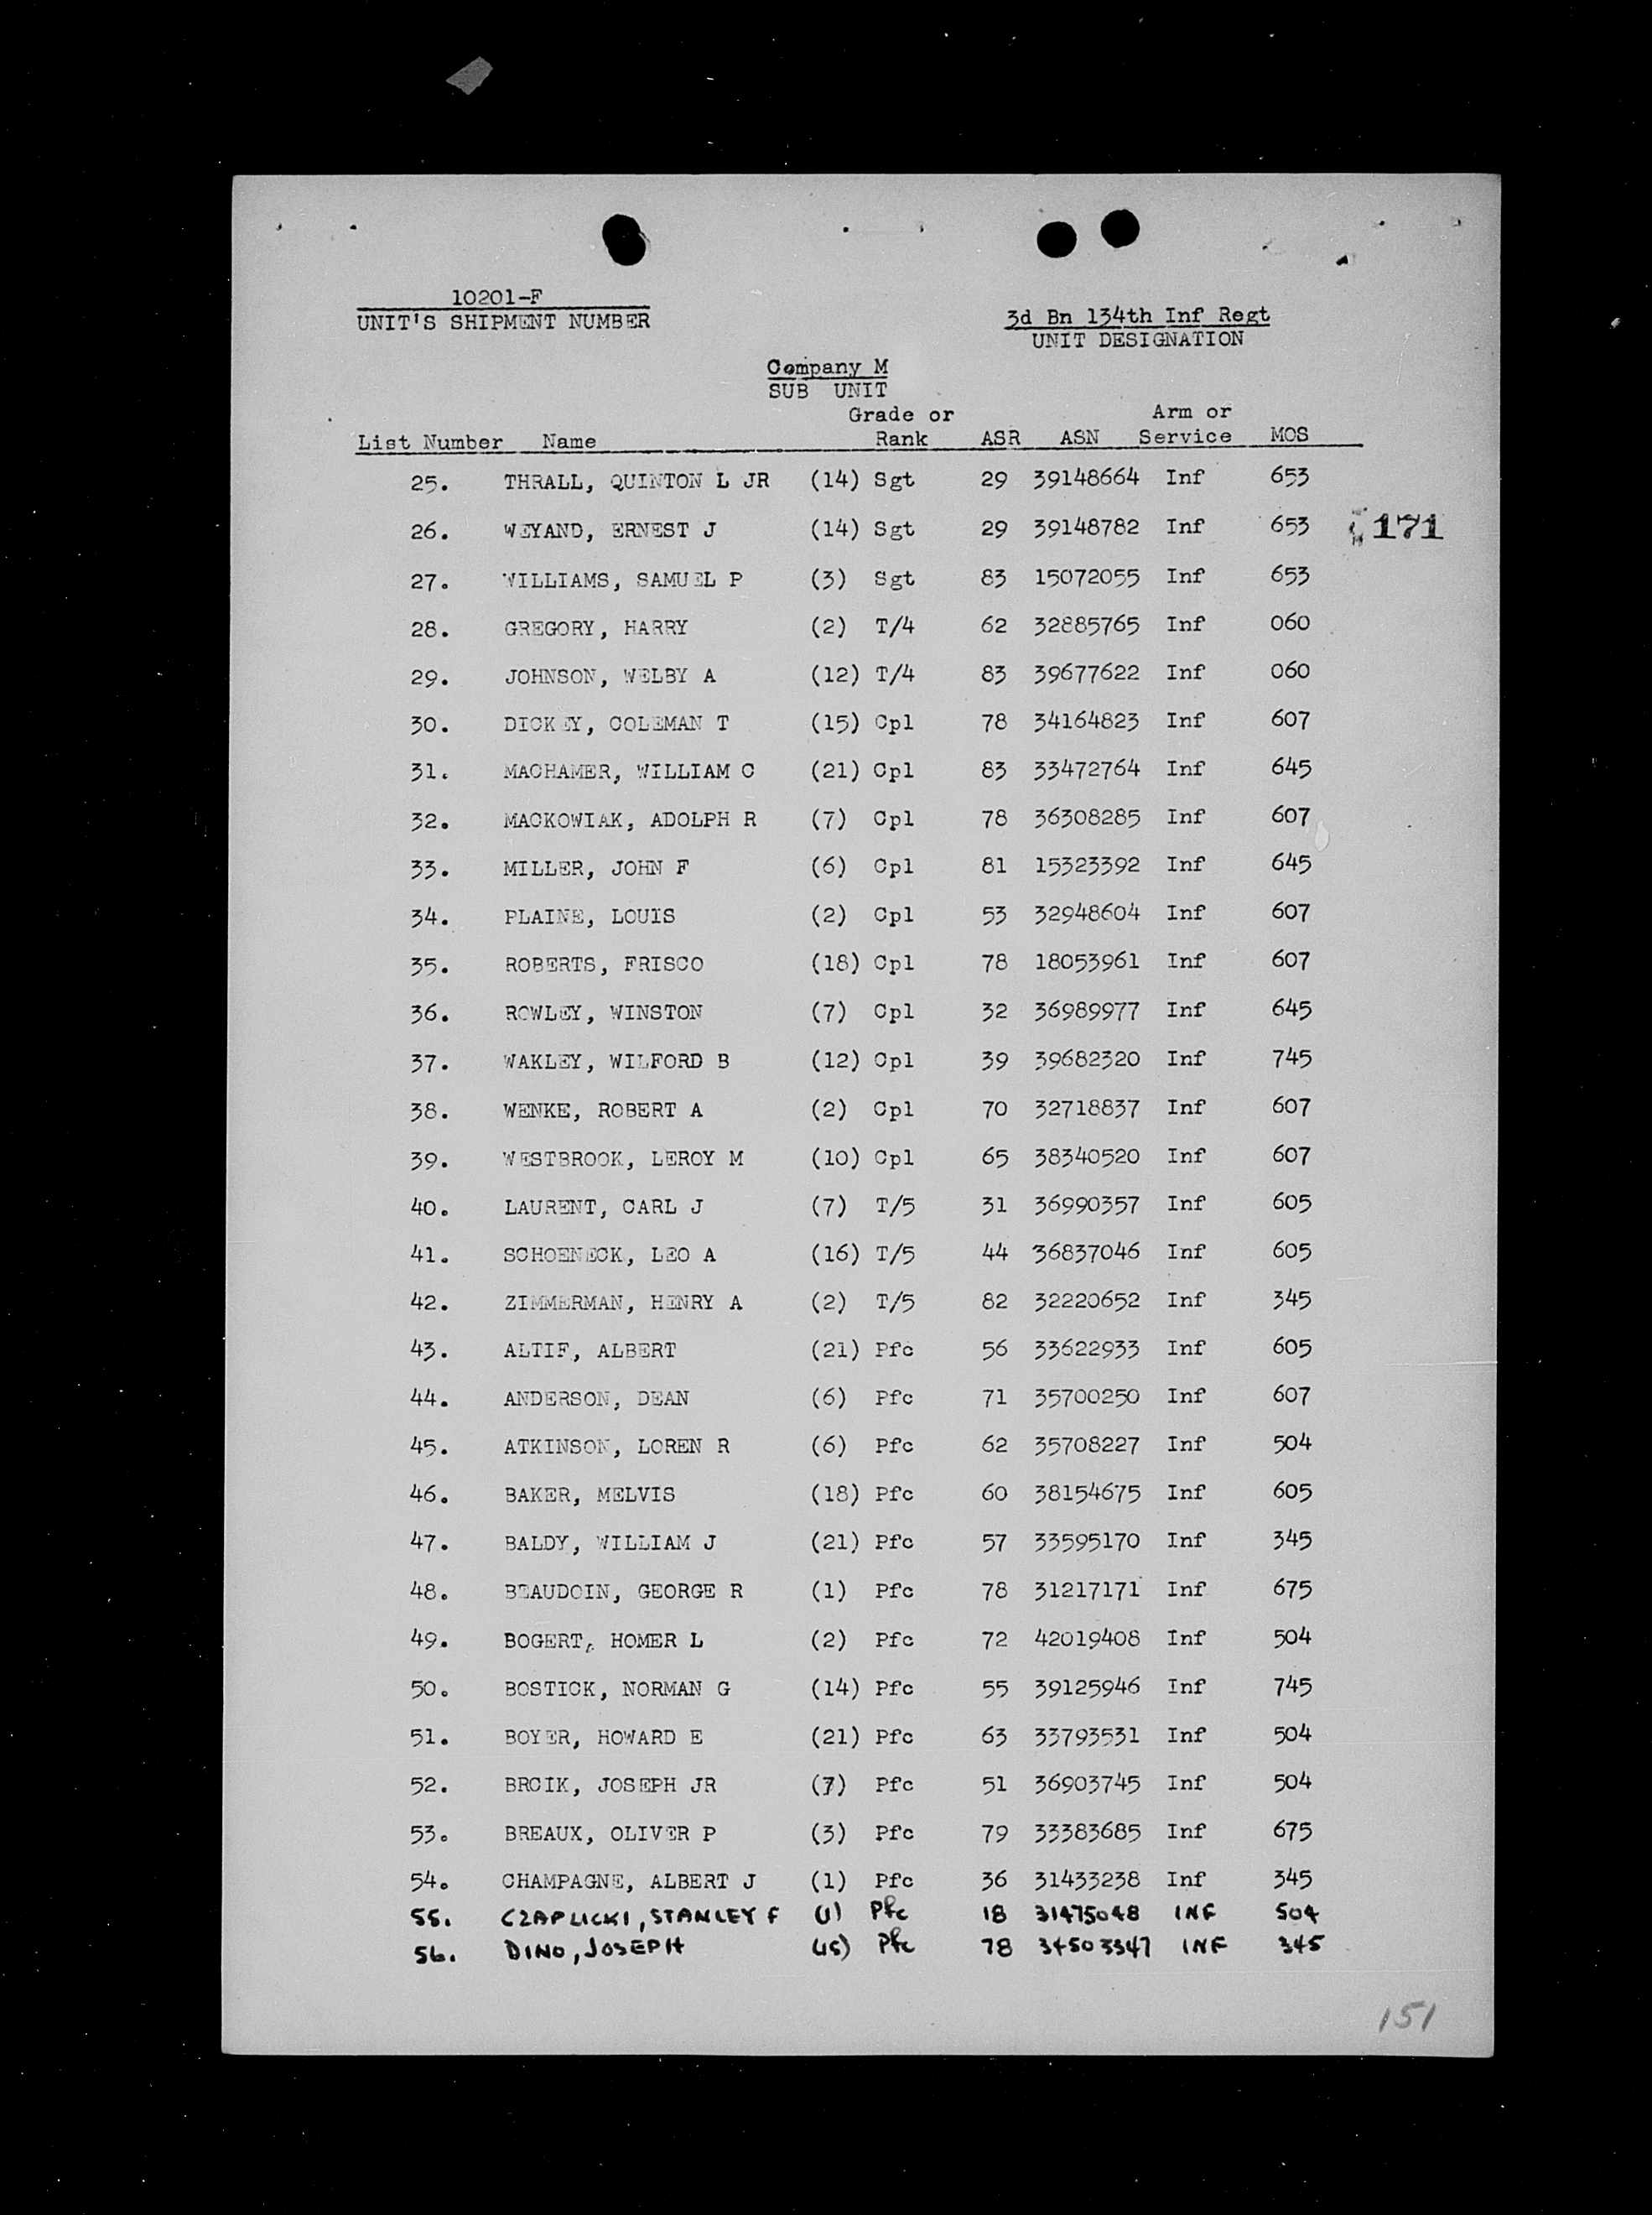 10201-F
UNIT'S SHIPMENT NUMBER
3d Bn 134th Inf Regt
UNIT DESIGNATION
Company M
SUB UNIT
List Number Name Grade or Rank ASR ASN Arm or Service MOS
25. THRALL, QUINTON L JR (14) Sgt 29 39148664 Inf 653
26. WEYAND, ERNEST J (14) Sgt 29 39148782 Inf 653
171
27. WILLIAMS, SAMUEL P (3) Sgt 83 15072055 Inf 653
28. GREGORY, HARRY (2) T/4 62 32885765 Inf 060
29. JOHNSON, WELBY A (12) T/4 83 39677622 Inf 060
30. DICKEY, COLEMAN T (15) Cpl 78 34164823 Inf 607
31. MACHAMER, WILLIAM C (21) Cpl 83 33472764 Inf 645
32. MACKOWIAK, ADOLPH R (7) Cpl 78 36308285 Inf 607
33. MILLER, JOHN F (6) Cpl 81 15323392 Inf 645
34. PLAINE, LOUIS (2) Cpl 53 32948604 Inf 607
35. ROBERTS, FRISCO (18) Cpl 78 18053961 Inf 607
36. ROWLEY, WINSTON (7) Cpl 32 36989977 Inf 645
37. WAKLEY, WILFORD B (12) Cpl 39 39682320 Inf 745
38. WENKE, ROBERT A (2) Cpl 70 32718837 Inf 607
39. WESTBROOK, LEROY M (10) Cpl 65 38340520 Inf 607
40. LAURENT, CARL J (7) T/5 31 36990357 Inf 605
41. SCHOENECK, LEO A (16) T/5 44 36837046 Inf 605
42. ZIMMERMAN, HENRY A (2) T/5 82 32220652 Inf 345
43. ALTIF, ALBERT (21) Pfc 56 33622933 Inf 605
44. ANDERSON, DEAN (6) Pfc 71 35700250 Inf 607
45. ATKINSON, LOREN R (6) Pfc 62 35708227 Inf 504
46. BAKER, MELVIS (18) Pfc 60 38154675 Inf 605
47. BALDY, WILLIAM J (21) Pfc 57 33595170 Inf 345
48. BEAUDOIN, GEORGE R (1) Pfc 78 31217171 Inf 675
49. BOGERT, HOMER L (2) Pfc 72 42019408 Inf 504
50. BOSTICK, NORMAN G (14) Pfc 55 39125946 Inf 745
51. BOYER, HOWARD E (21) Pfc 63 33793531 Inf 504
52. BROIK, JOSEPH JR (7) Pfc 51 36903745 Inf 504
53. BREAUX, OLIVER P (3) Pfc 79 33383685 Inf 675
54. CHAMPAGNE, ALBERT J (1) Pfc 36 31433238 Inf 345
55. CZAPLICKI, STANLEY F (1) Pfc 18 31475048 INF 504
56. DINO, JOSEPH (15) Pfc 78 34503347 INF 345
151